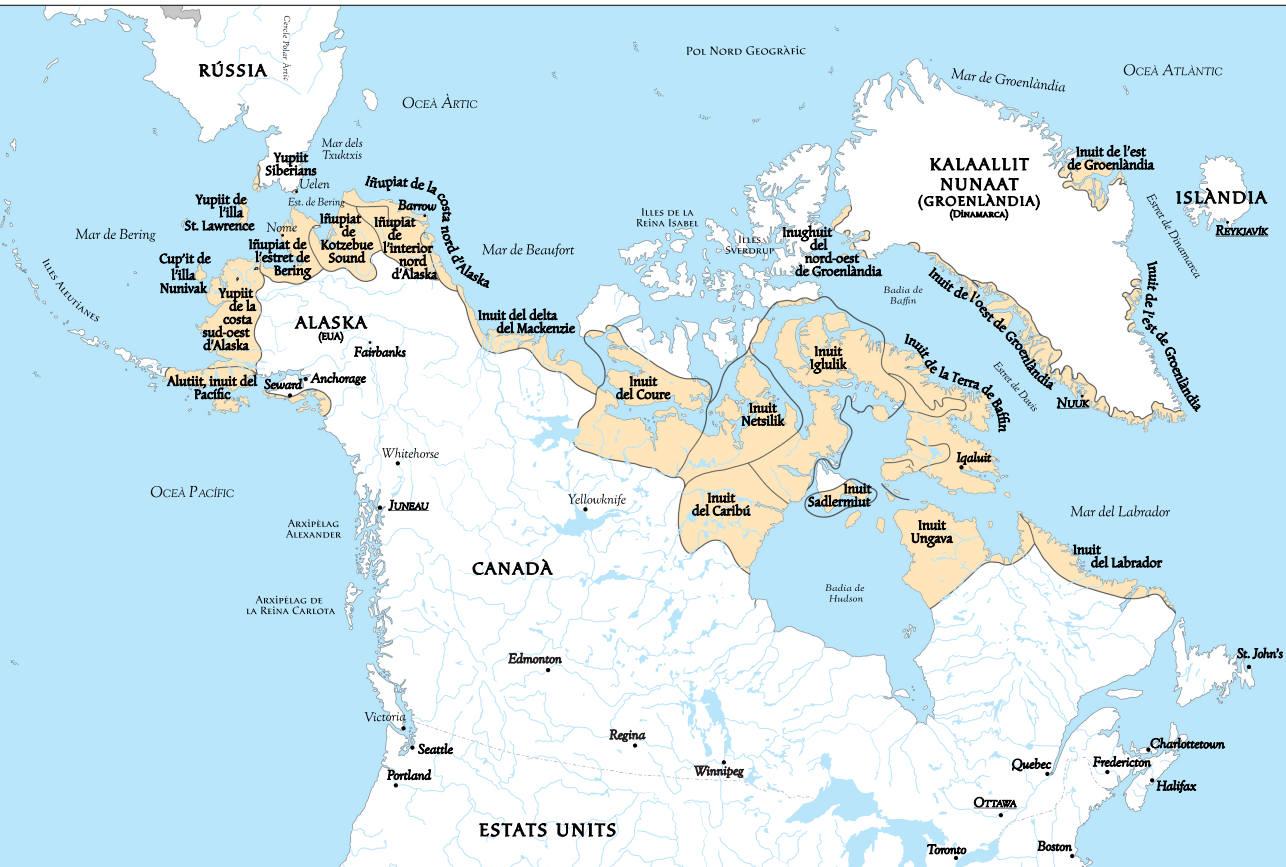 Cercle Polar Àrtic
RÚSSIA
Pol Nord Geogràfic
Oceà Atlàntic
Mar de Groenlàndia
Oceà Àrtic
Mar dels
Txuktxis
Yupiit
Siberians
Uelen
Est. de Bering
Iñupiat de la costa nord d'Alaska
Barrow
Yupiit de
l'illa
St. Lawrence
Nome
Iñupiat de
l'estret de
Bering
Iñupiat
de
Kotzebue
Sound
Iñupiat
de
l'interior
nord
d'Alaska
Mar de Bering
Cup'it de
l'illa
Nunivak
Yupiit
de la
costa
sud-oest
d'Alaska
Illes Aleutianes
Mar de Beaufort
Illes de la
Reina Isabel
Illes
Sverdrup
Inughuit
del
nord-oest
de Groenlàndia
KALAALLIT
NUNAAT
(GROENLÀNDIA)
(Dinamarca)
Inuit de l'est
de Groenlàndia
ISLÀNDIA
Reykjavík
Estret de Dinamarca
Inuit de l'est de Groenlàndia
Badia de
Baffin
Inuit de l'oest de Groenlàndia
Estret de Davis
Nuuk
Inuit de la Terra de Baffin
ALASKA
(EUA)
Fairbanks
Inuit del delta
del Mackenzie
Alutiit, inuit del
Pacífic
Seward
Anchorage
Inuit
del Coure
Inuit
Netsilik
Inuit
Iglulik
Iqaluit
Whitehorse
Yellowknife
Oceà Pacífic
Juneau
Arxipèlag
Alexander
Inuit
del Caribú
Inuit
Sadlermiut
Inuit
Ungava
Mar del Labrador
Inuit
del Labrador
CANADÀ
Arxipèlag de
la Reina Carlota
Badia de
Hudson
Edmonton
St. John's
Victoria
Seattle
Portland
Regina
Winnipeg
Quebec
Charlottetown
Fredericton
Halifax
Ottawa
ESTATS UNITS
Toronto
Boston